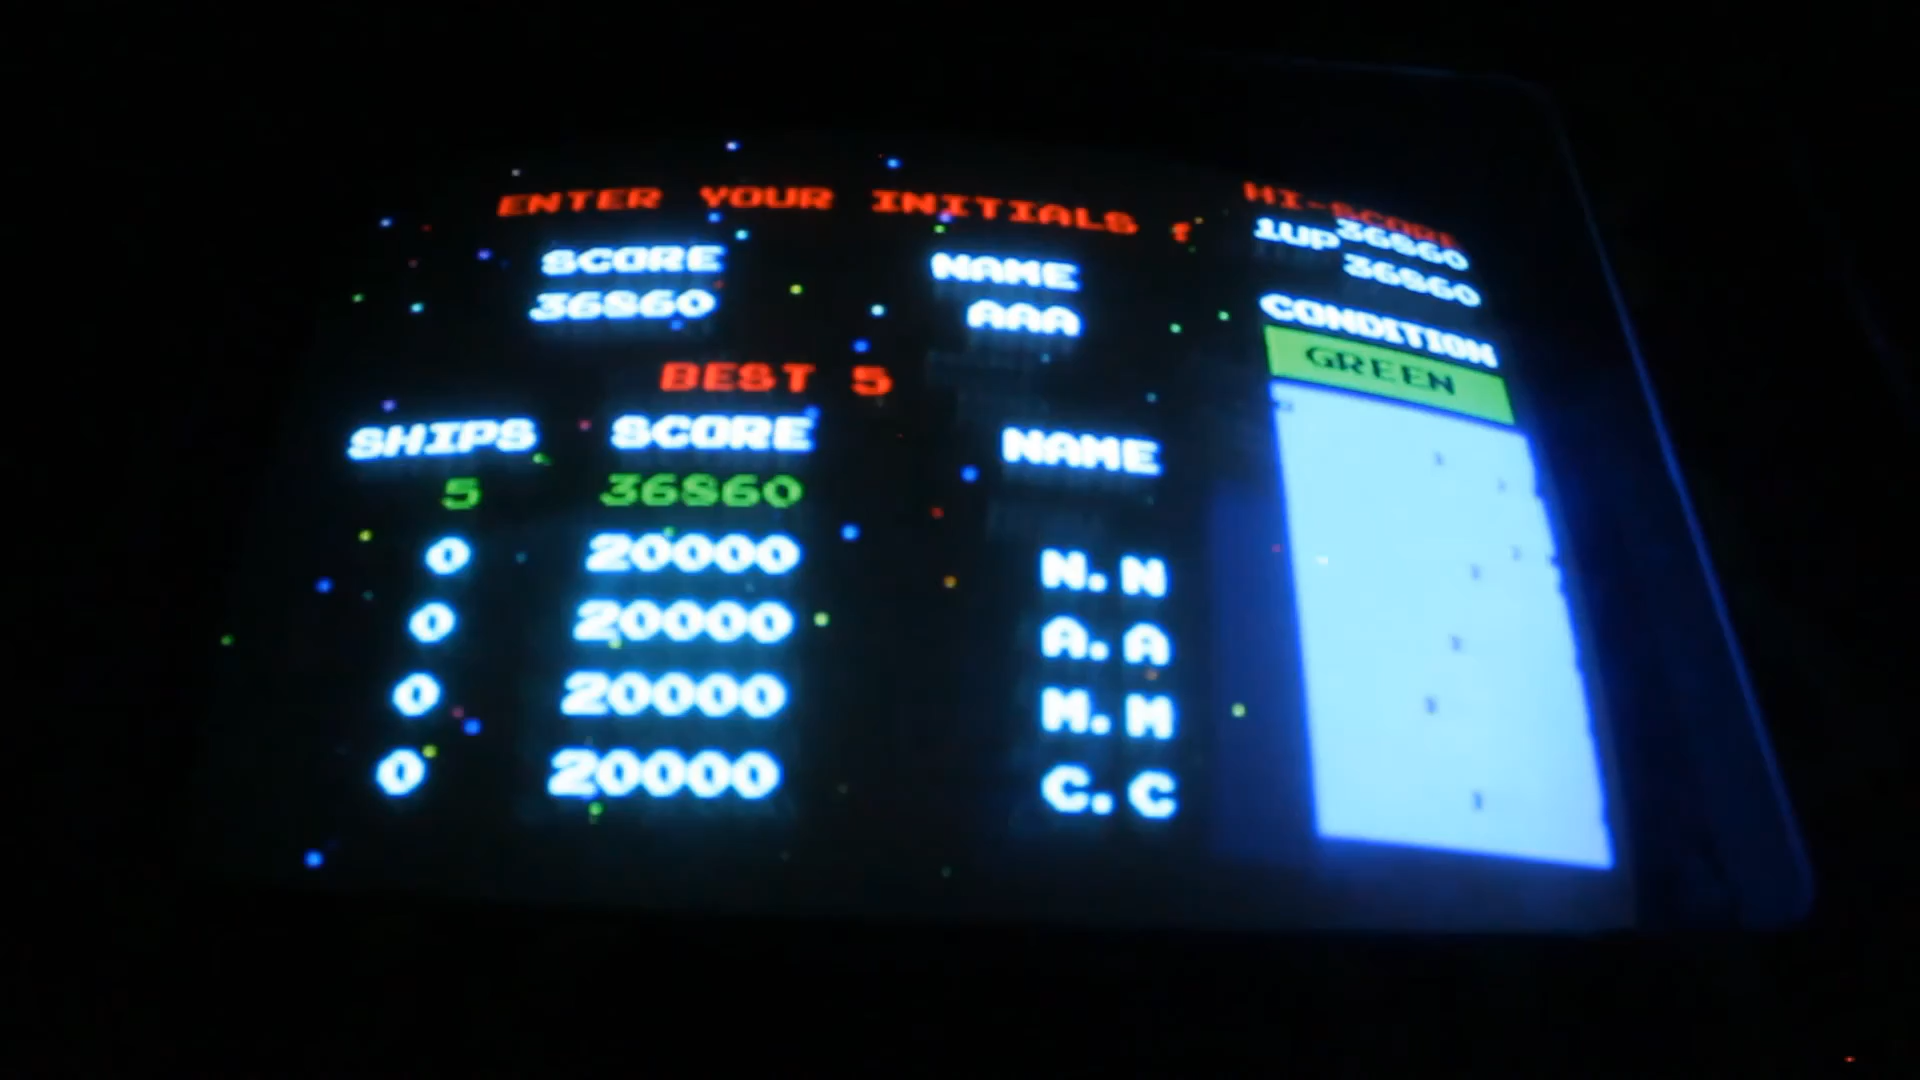 ENTER YOUR INITIALS !
SCORE NAME
36860 AAA
BEST 5
SHIPS SCORE NAME
5 36860
0 20000 N.N
0 20000 A.A
0 20000 M.M
0 20000 C.C
HI-SCORE
36860
1UP
36860
CONDITION
GREEN